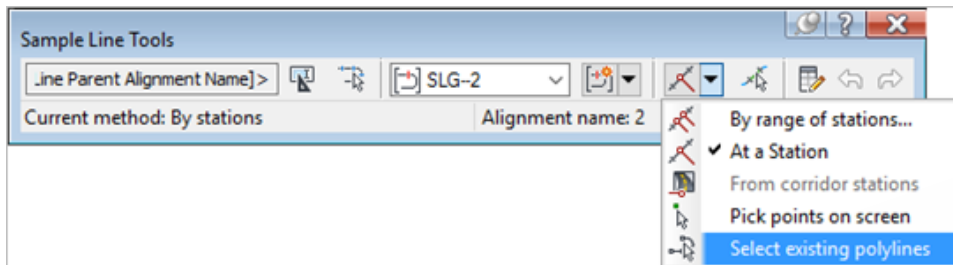 Sample Line Tools
.ine Parent Alignment Name]>
SLG--2
Current method: By stations
Alignment name: 2
By range of stations...
At a Station
From corridor stations
Pick points on screen
Select existing polylines